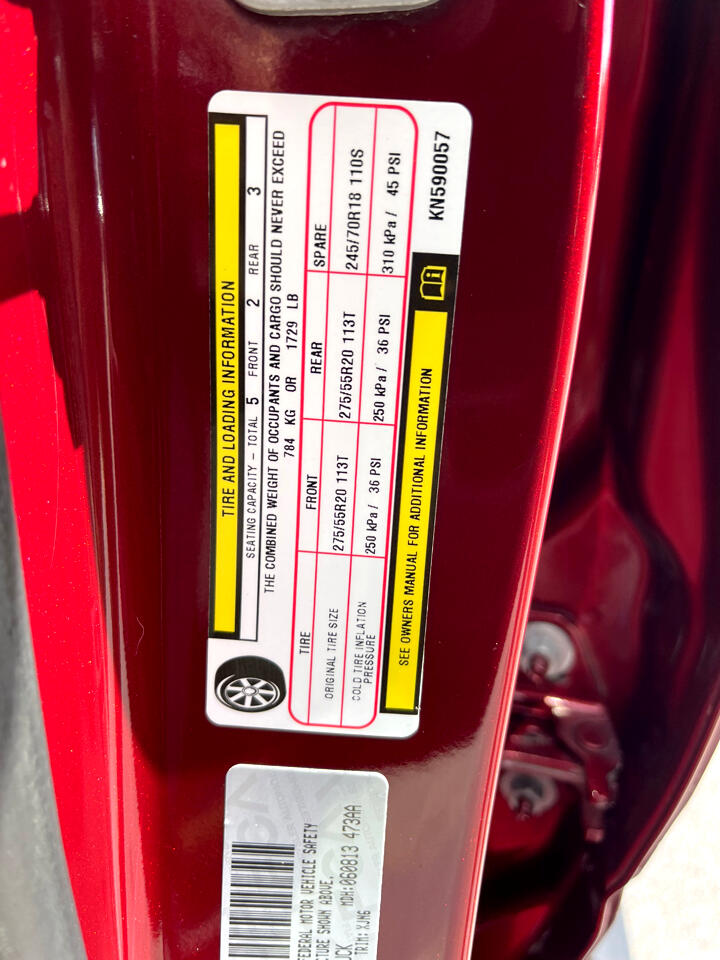 TIRE AND LOADING INFORMATION
SEATING CAPACITY - TOTAL 5 FRONT 2 REAR 3
THE COMBINED WEIGHT OF OCCUPANTS AND CARGO SHOULD NEVER EXCEED
784 KG OR 1729 LB
TIRE FRONT REAR SPARE
ORIGINAL TIRE SIZE 275/55R20 113T 275/55R20 113T 245/70R18 110S
COLD TIRE INFLATION
PRESSURE 250 kPa/ 36 PSI 250 kPa/ 36 PSI 310 kPa/ 45 PSI
SEE OWNERS MANUAL FOR ADDITIONAL INFORMATION
KN590057
FEDERAL MOTOR VEHICLE SAFETY
SHOWN ABOVE.
MDH:060813 473AA
TRIM: XJN6